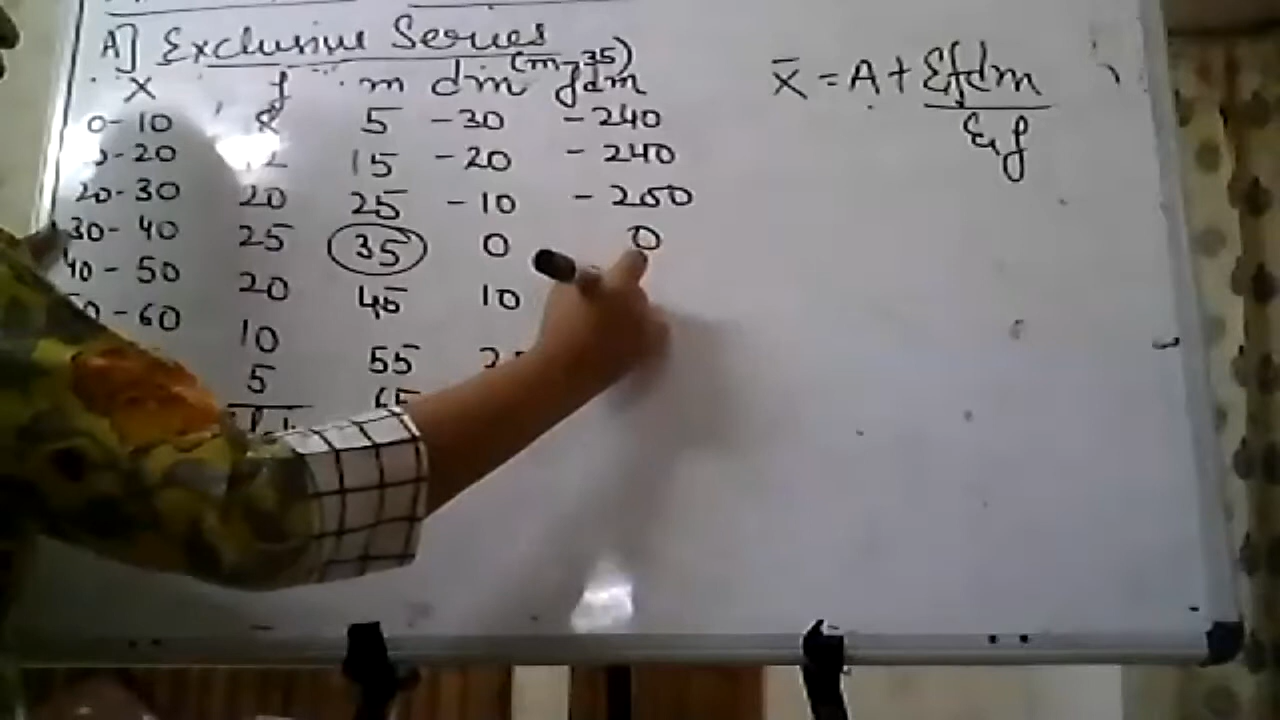 A] Exclusive Series
(m-35)
X f m dm fdm
0-10 8 5 -30 -240
-20 15 -20 -240
20-30 20 25 -10 -200
30-40 25 35 0 0
40-50 20 45 10
-60 10 55
5 65
X̄ = A + Σfdm
Σf